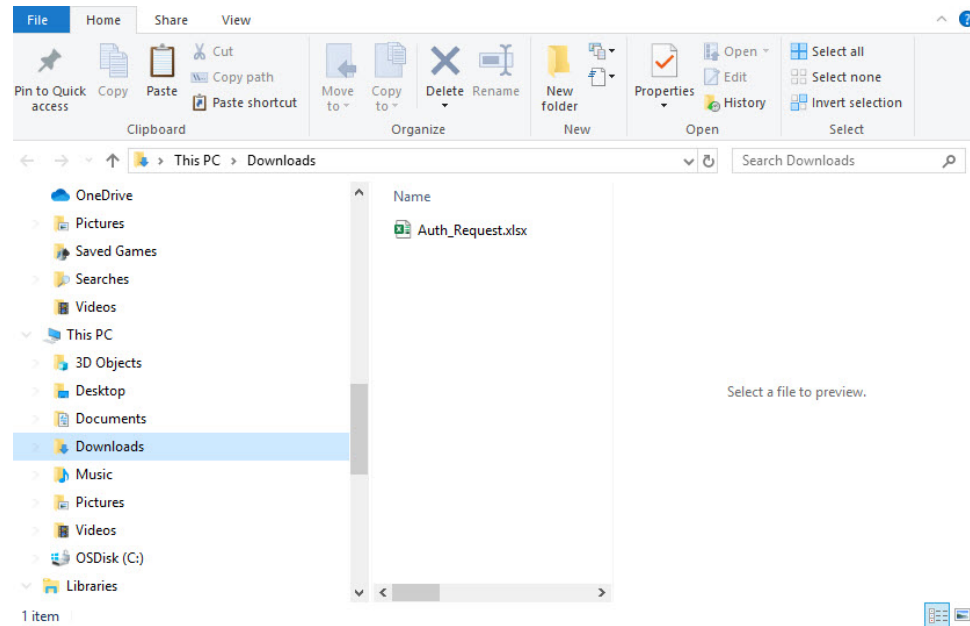 File Home Share View
Pin to Quick access
Copy
Paste
Cut
Copy path
Paste shortcut
Clipboard
Move to
Copy to
Delete
Rename
Organize
New folder
New
Properties
Open
Edit
History
Open
Select all
Select none
Invert selection
Select
This PC > Downloads
Search Downloads
OneDrive
Pictures
Saved Games
Searches
Videos
This PC
3D Objects
Desktop
Documents
Downloads
Music
Pictures
Videos
OSDisk (C:)
Libraries
Name
Auth_Request.xlsx
Select a file to preview.
1 item